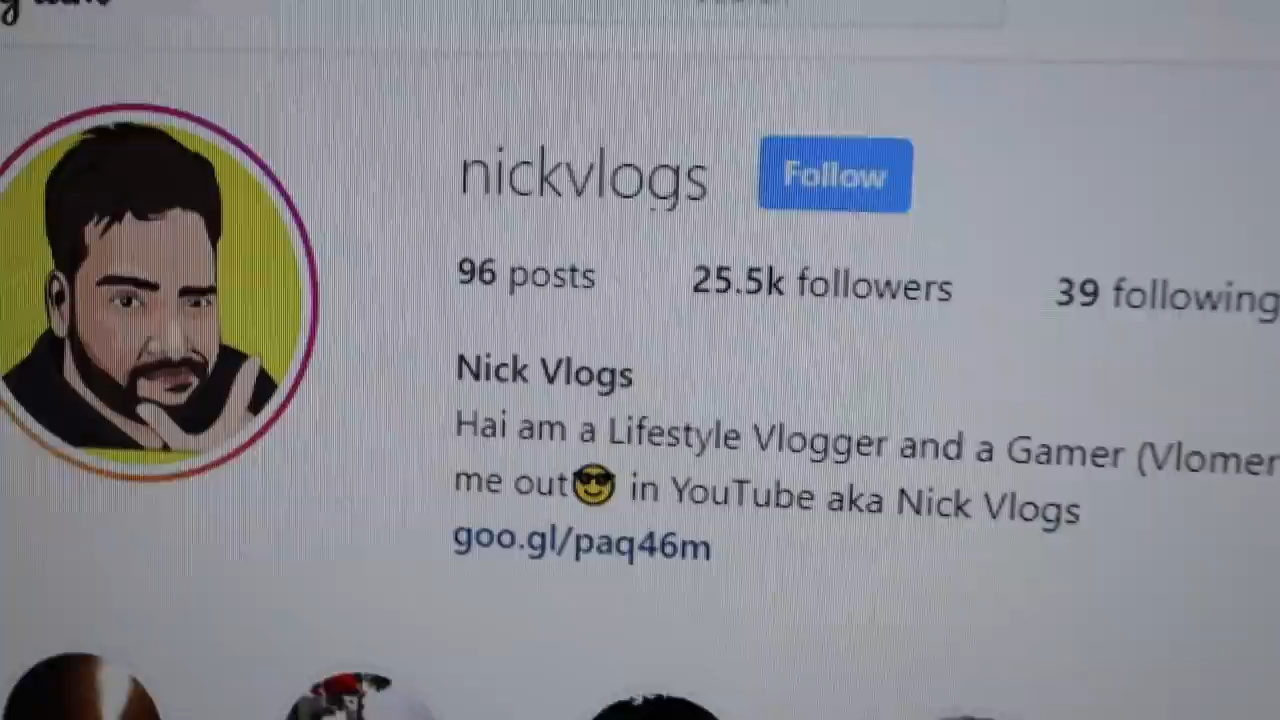 nickvlogs Follow
96 posts 25.5k followers 39 following
Nick Vlogs
Hai am a Lifestyle Vlogger and a Gamer (Vlomer
me out😎 in YouTube aka Nick Vlogs
goo.gl/paq46m